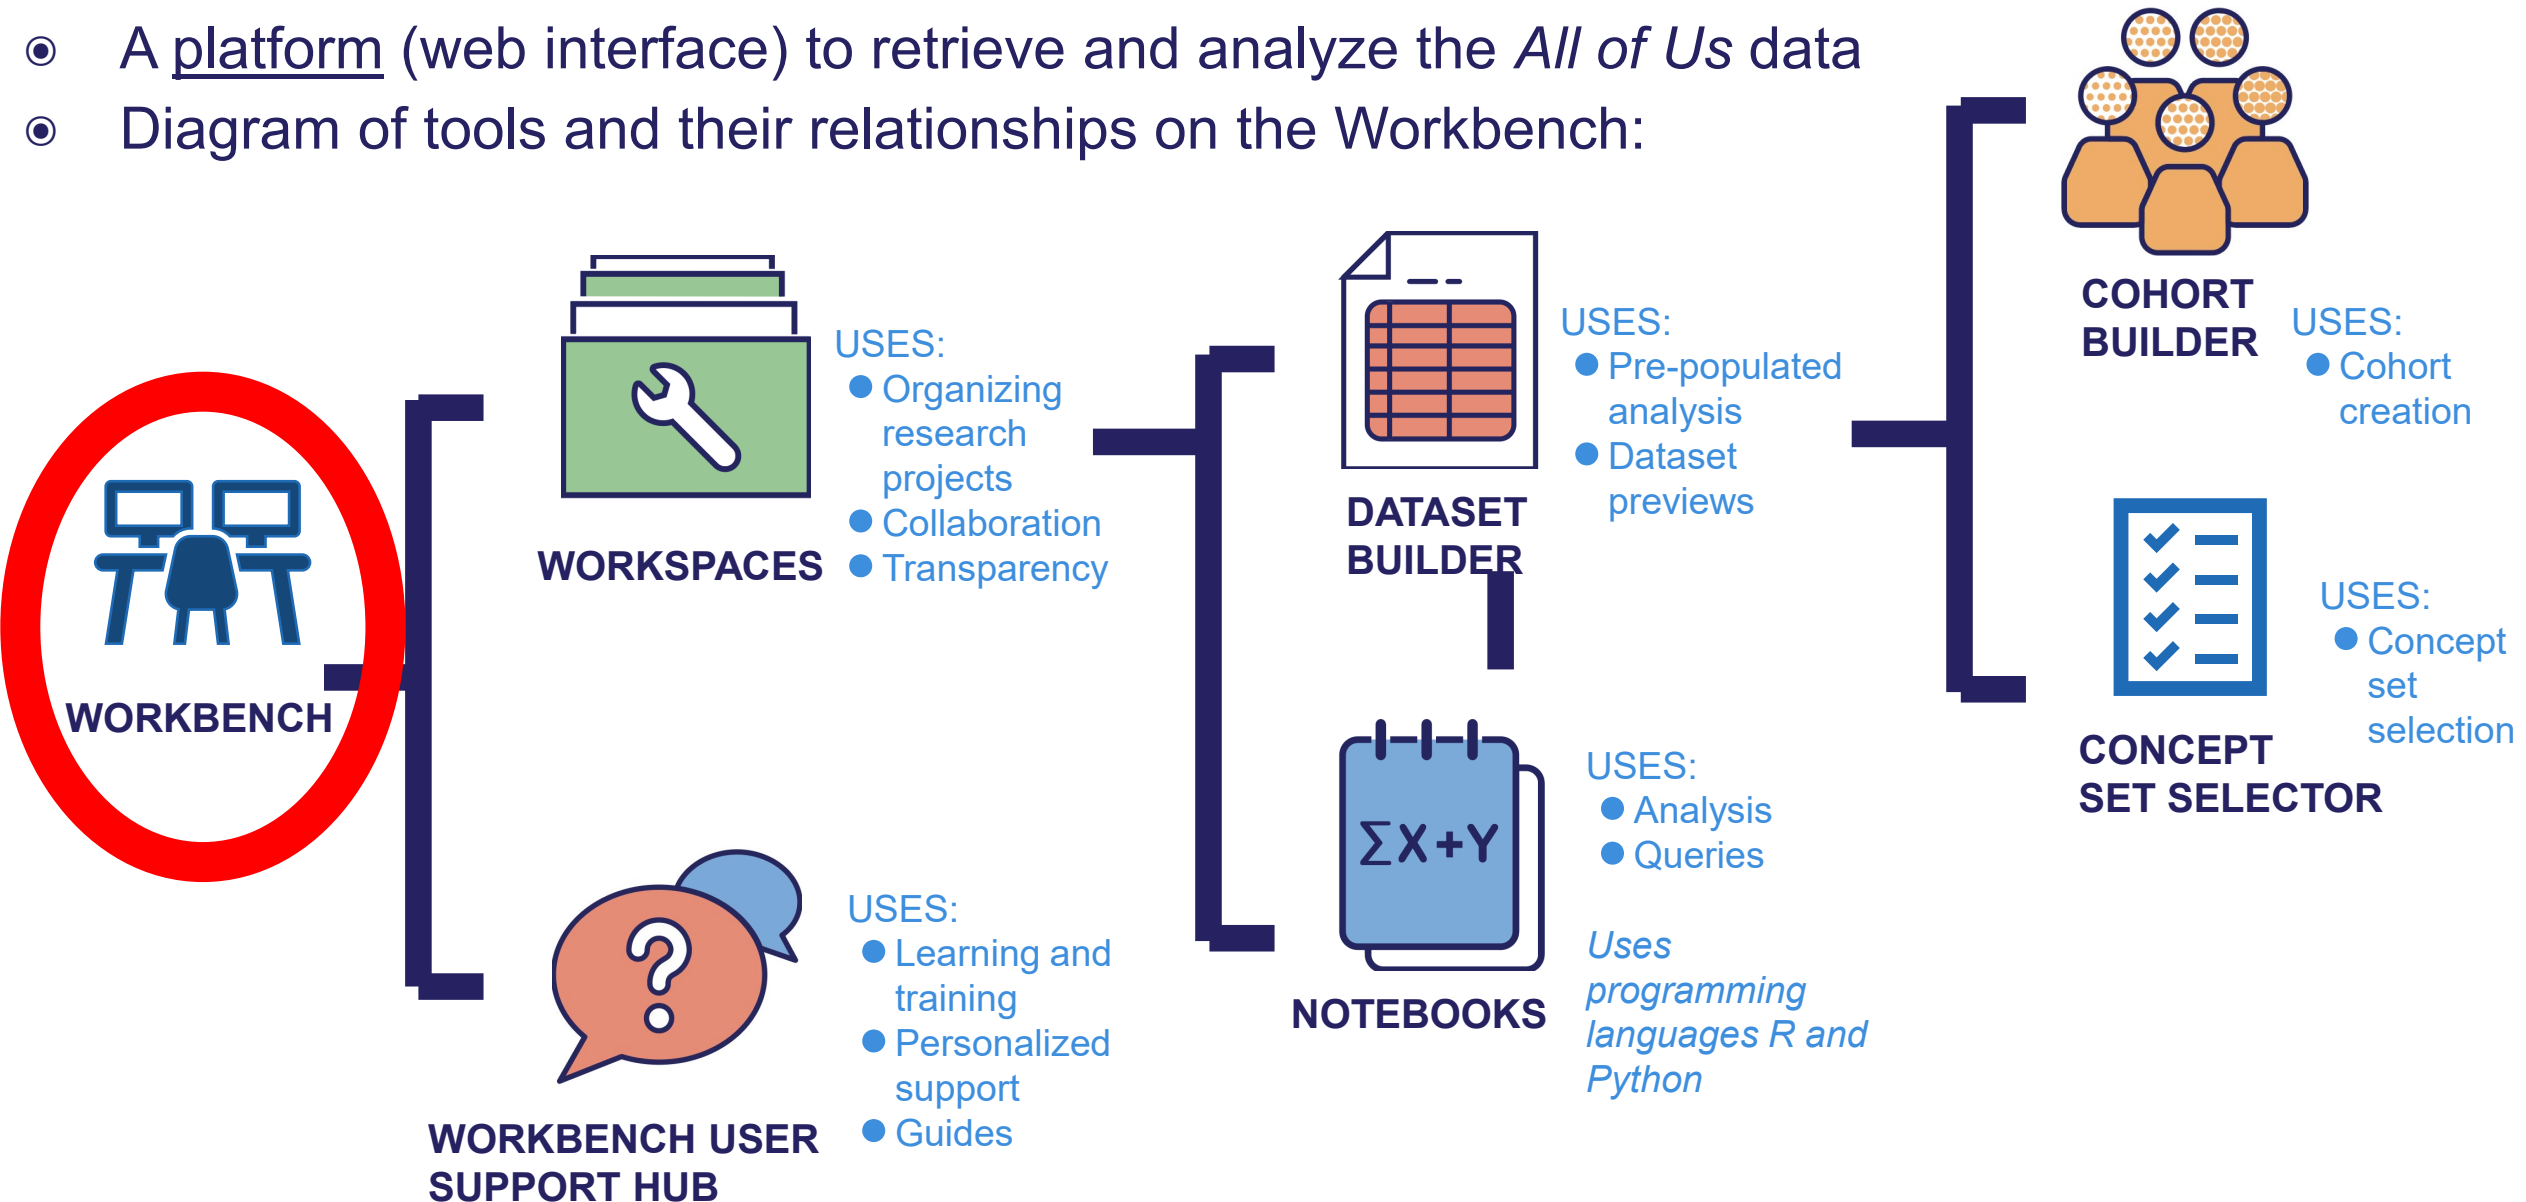 A platform (web interface) to retrieve and analyze the All of Us data
Diagram of tools and their relationships on the Workbench:
WORKBENCH
WORKSPACES
USES:
Organizing
research
projects
Collaboration
Transparency
WORKBENCH USER
SUPPORT HUB
USES:
Learning and
training
Personalized
support
Guides
DATASET
BUILDER
USES:
Pre-populated
analysis
Dataset
previews
∑X+Y
NOTEBOOKS
USES:
Analysis
Queries
Uses
programming
languages R and
Python
COHORT
BUILDER
USES:
Cohort
creation
CONCEPT
SET SELECTOR
USES:
Concept
set
selection